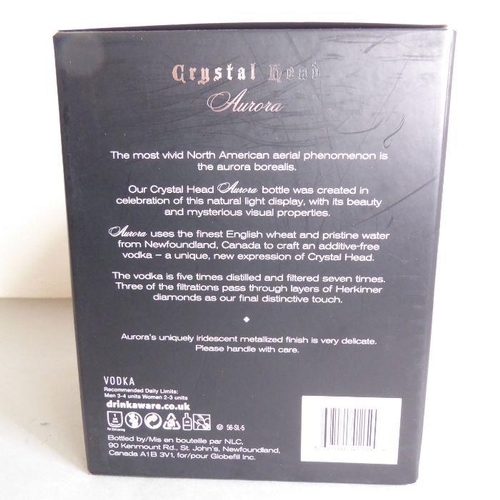 Crystal Head
Aurora
The most vivid North American aerial phenomenon is
the aurora borealis.
Our Crystal Head Aurora bottle was created in
celebration of this natural light display, with its beauty
and mysterious visual properties.
Aurora uses the finest English wheat and pristine water
from Newfoundland, Canada to craft an additive-free
vodka – a unique, new expression of Crystal Head.
The vodka is five times distilled and filtered seven times.
Three of the filtrations pass through layers of Herkimer
diamonds as our final distinctive touch.
Aurora's uniquely iridescent metallized finish is very delicate.
Please handle with care.
VODKA
Recommended Daily Limits:
Men 3-4 units Women 2-3 units
drinkaware.co.uk
56-SL-5
Bottled by/Mis en bouteille par NLC,
90 Kenmount Rd., St. John's, Newfoundland,
Canada A1B 3V1, for/pour Globefill Inc.